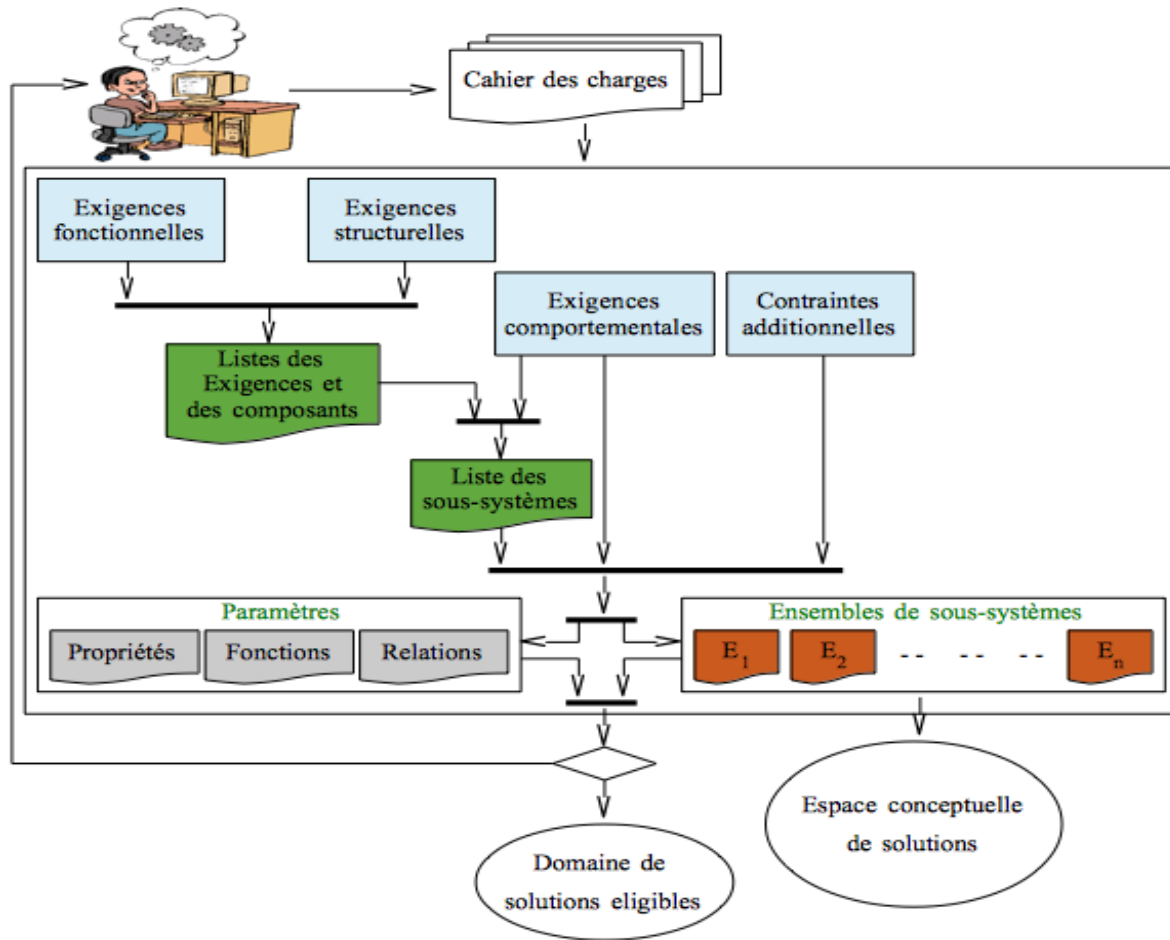 Cahier des charges
Exigences
fonctionnelles
Exigences
structurelles
Exigences
comportementales
Contraintes
additionnelles
Listes des
Exigences et
des composants
Liste des
sous-systèmes
Paramètres
Propriétés
Fonctions
Relations
Ensembles de sous-systèmes
E1
E2
-- -- --
En
Espace conceptuelle
de solutions
Domaine de
solutions eligibles